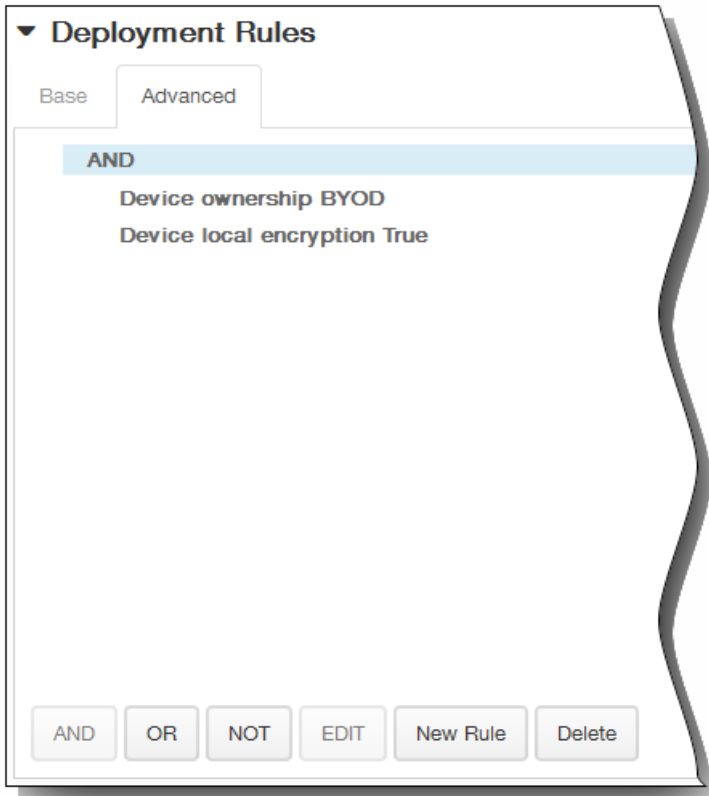 Deployment Rules
Base Advanced
AND
Device ownership BYOD
Device local encryption True
AND OR NOT EDIT New Rule Delete